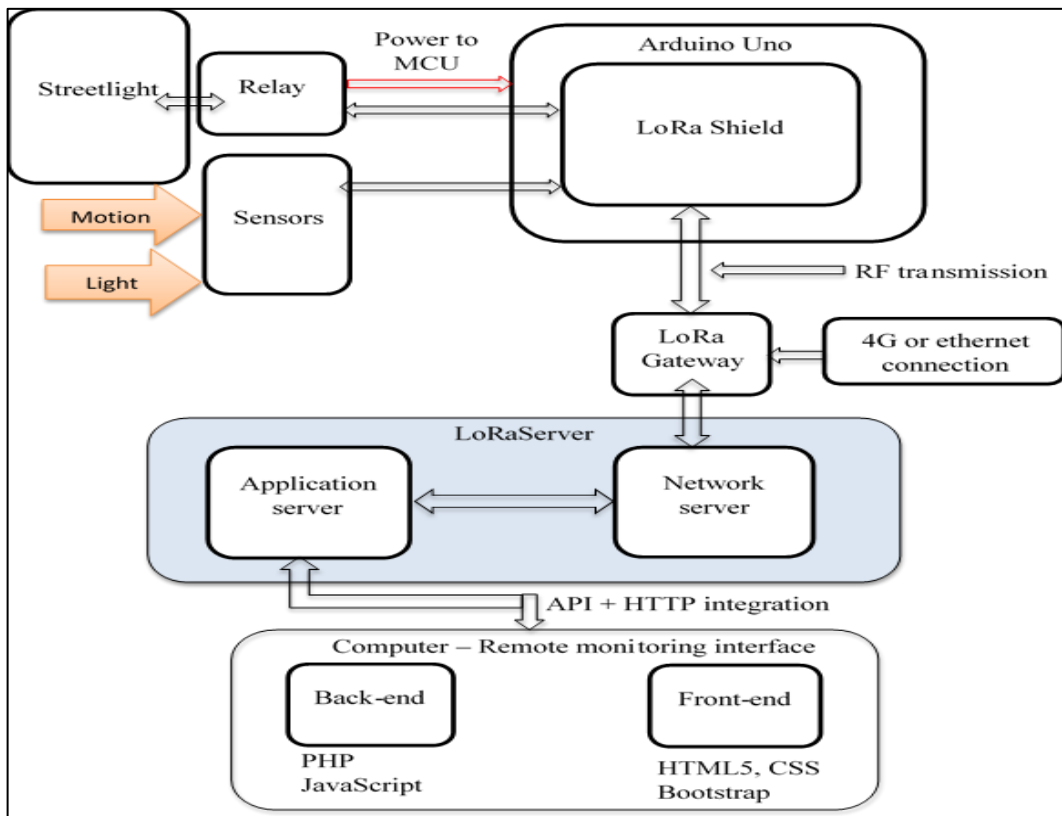 Power to
MCU
Arduino Uno
Streetlight
Relay
LoRa Shield
Motion
Sensors
Light
RF transmission
LoRa
Gateway
4G or ethernet
connection
LoRaServer
Application
server
Network
server
API + HTTP integration
Computer – Remote monitoring interface
Back-end
Front-end
PHP
JavaScript
HTML5, CSS
Bootstrap